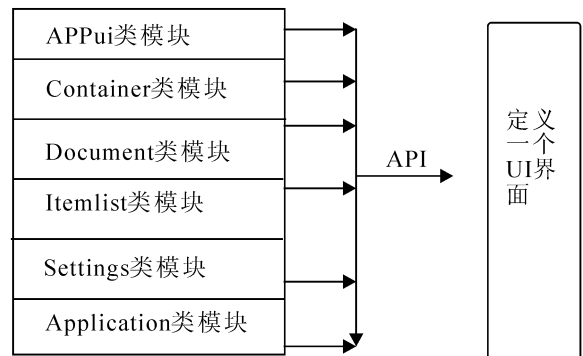 APPui类模块
Container类模块
Document类模块
Itemlist类模块
Settings类模块
Application类模块
API
定义
一个
UI界
面